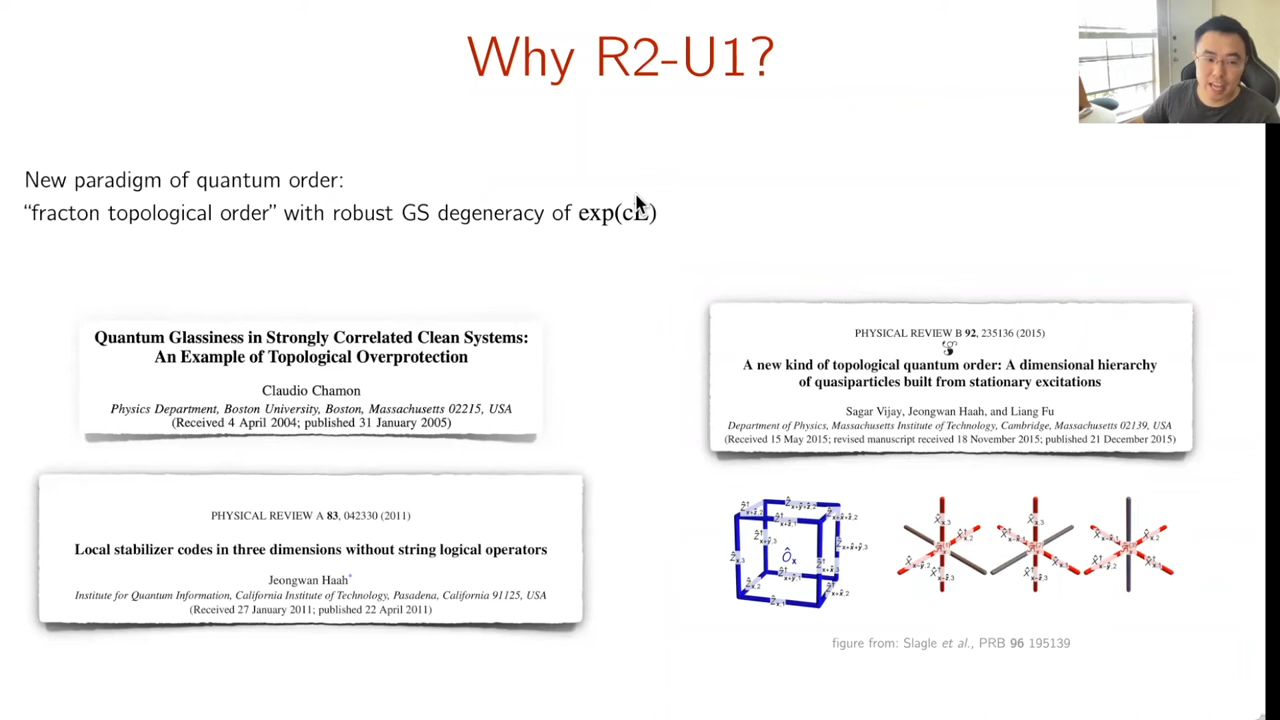 Why R2-U1?
New paradigm of quantum order:
“fracton topological order” with robust GS degeneracy of exp(cL)
Quantum Glassiness in Strongly Correlated Clean Systems:
An Example of Topological Overprotection
Claudio Chamon
Physics Department, Boston University, Boston, Massachusetts 02215, USA
(Received 4 April 2004; published 31 January 2005)
PHYSICAL REVIEW A 83, 042330 (2011)
Local stabilizer codes in three dimensions without string logical operators
Jeongwan Haah*
Institute for Quantum Information, California Institute of Technology, Pasadena, California 91125, USA
(Received 27 January 2011; published 22 April 2011)
PHYSICAL REVIEW B 92, 235136 (2015)
A new kind of topological quantum order: A dimensional hierarchy
of quasiparticles built from stationary excitations
Sagar Vijay, Jeongwan Haah, and Liang Fu
Department of Physics, Massachusetts Institute of Technology, Cambridge, Massachusetts 02139, USA
(Received 15 May 2015; revised manuscript received 18 November 2015; published 21 December 2015)
Ôₓ
figure from: Slagle et al., PRB 96 195139